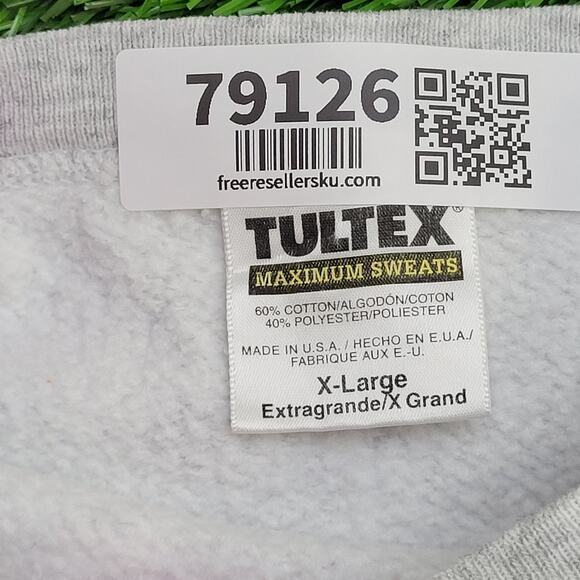 79126
freeresellersku.com
TULTEX®
MAXIMUM SWEATS
60% COTTON/ALGODÓN/COTON
40% POLYESTER/POLIESTER
MADE IN U.S.A. / HECHO EN E.U.A./
FABRIQUE AUX E.-U.
X-Large
Extragrande/X Grand